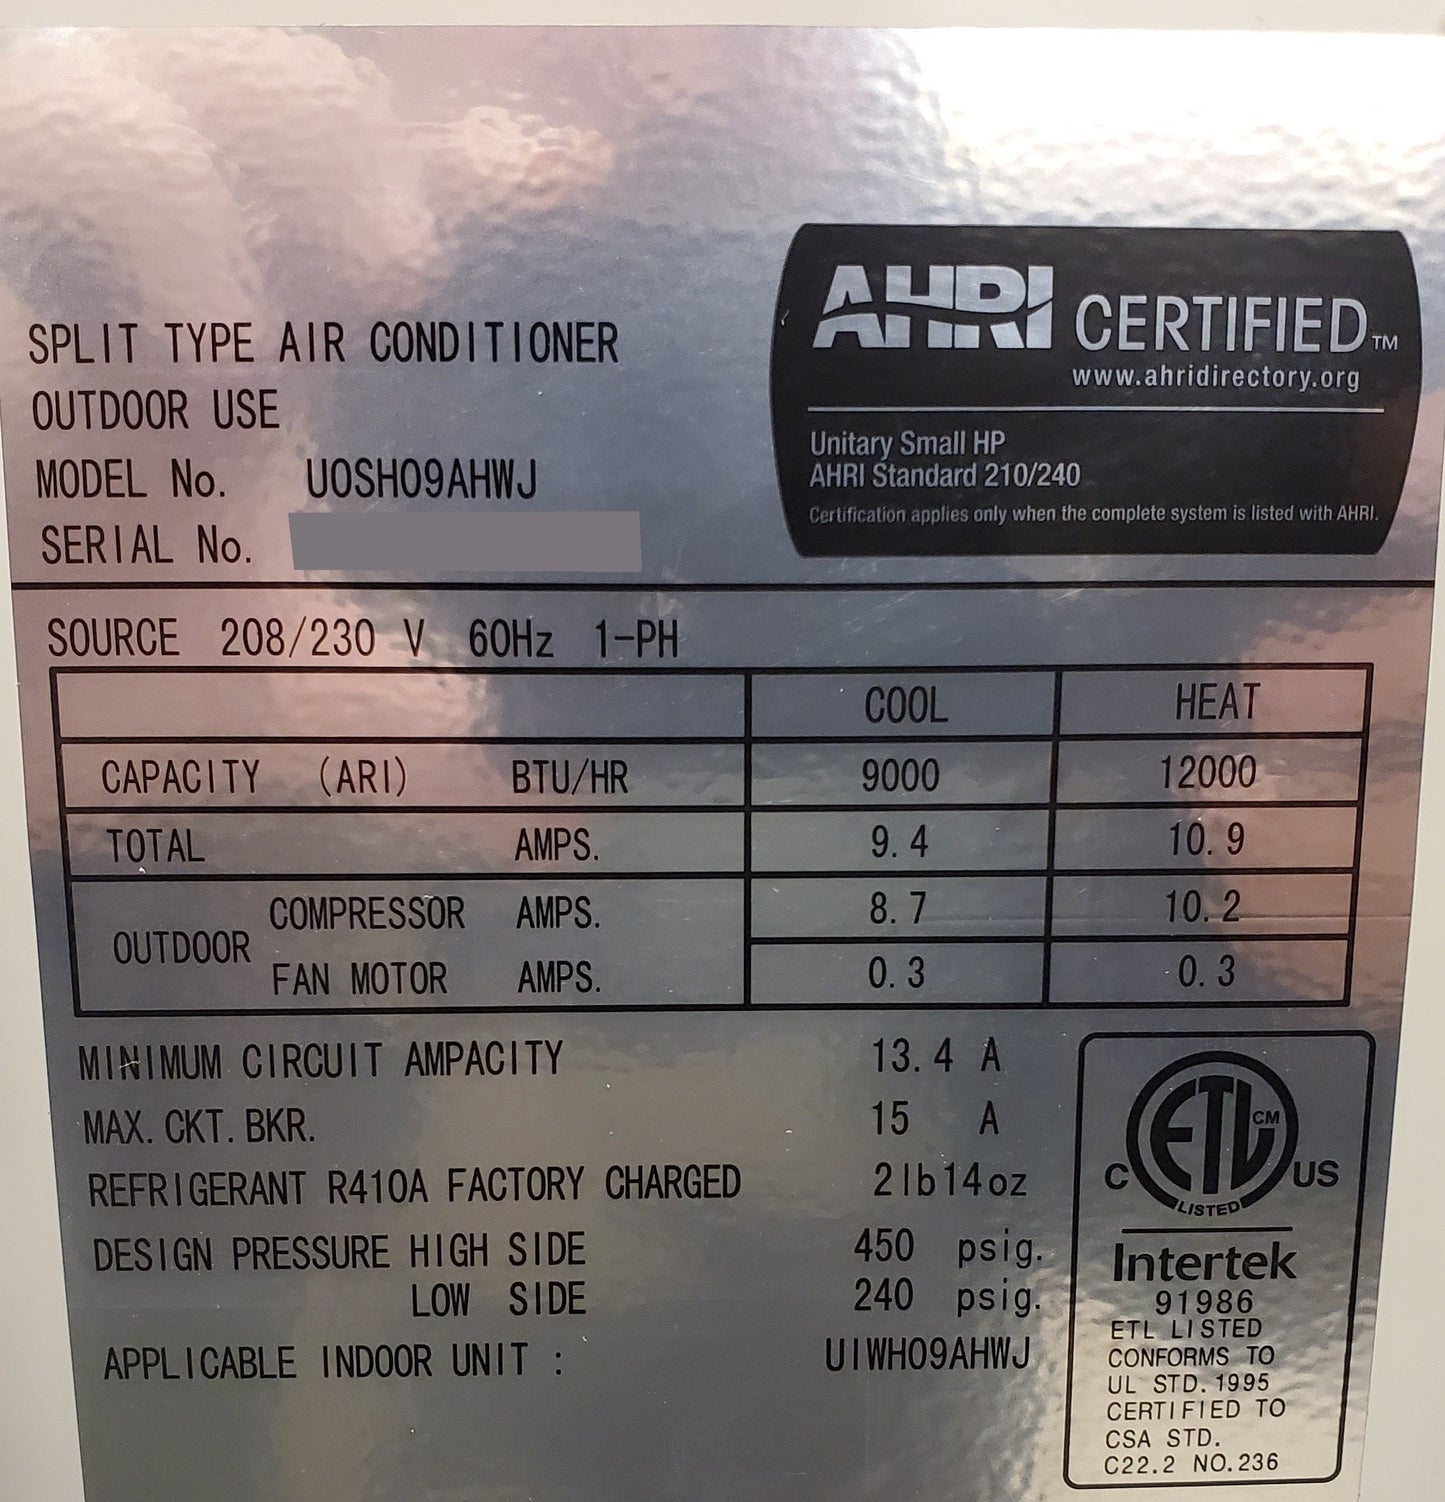 AHRI CERTIFIED™
www.ahridirectory.org
Unitary Small HP
AHRI Standard 210/240
Certification applies only when the complete system is listed with AHRI.
SPLIT TYPE AIR CONDITIONER
OUTDOOR USE
MODEL No. UOSH09AHWJ
SERIAL No.
SOURCE 208/230 V 60Hz 1-PH
COOL HEAT
CAPACITY (ARI) BTU/HR 9000 12000
TOTAL AMPS. 9.4 10.9
OUTDOOR COMPRESSOR AMPS. 8.7 10.2
FAN MOTOR AMPS. 0.3 0.3
MINIMUM CIRCUIT AMPACITY 13.4 A
MAX. CKT. BKR. 15 A
REFRIGERANT R410A FACTORY CHARGED 2lb14oz
DESIGN PRESSURE HIGH SIDE 450 psig.
LOW SIDE 240 psig.
APPLICABLE INDOOR UNIT : UIWH09AHWJ
ETL CM
C US
LISTED
Intertek
91986
ETL LISTED
CONFORMS TO
UL STD. 1995
CERTIFIED TO
CSA STD.
C22.2 NO.236